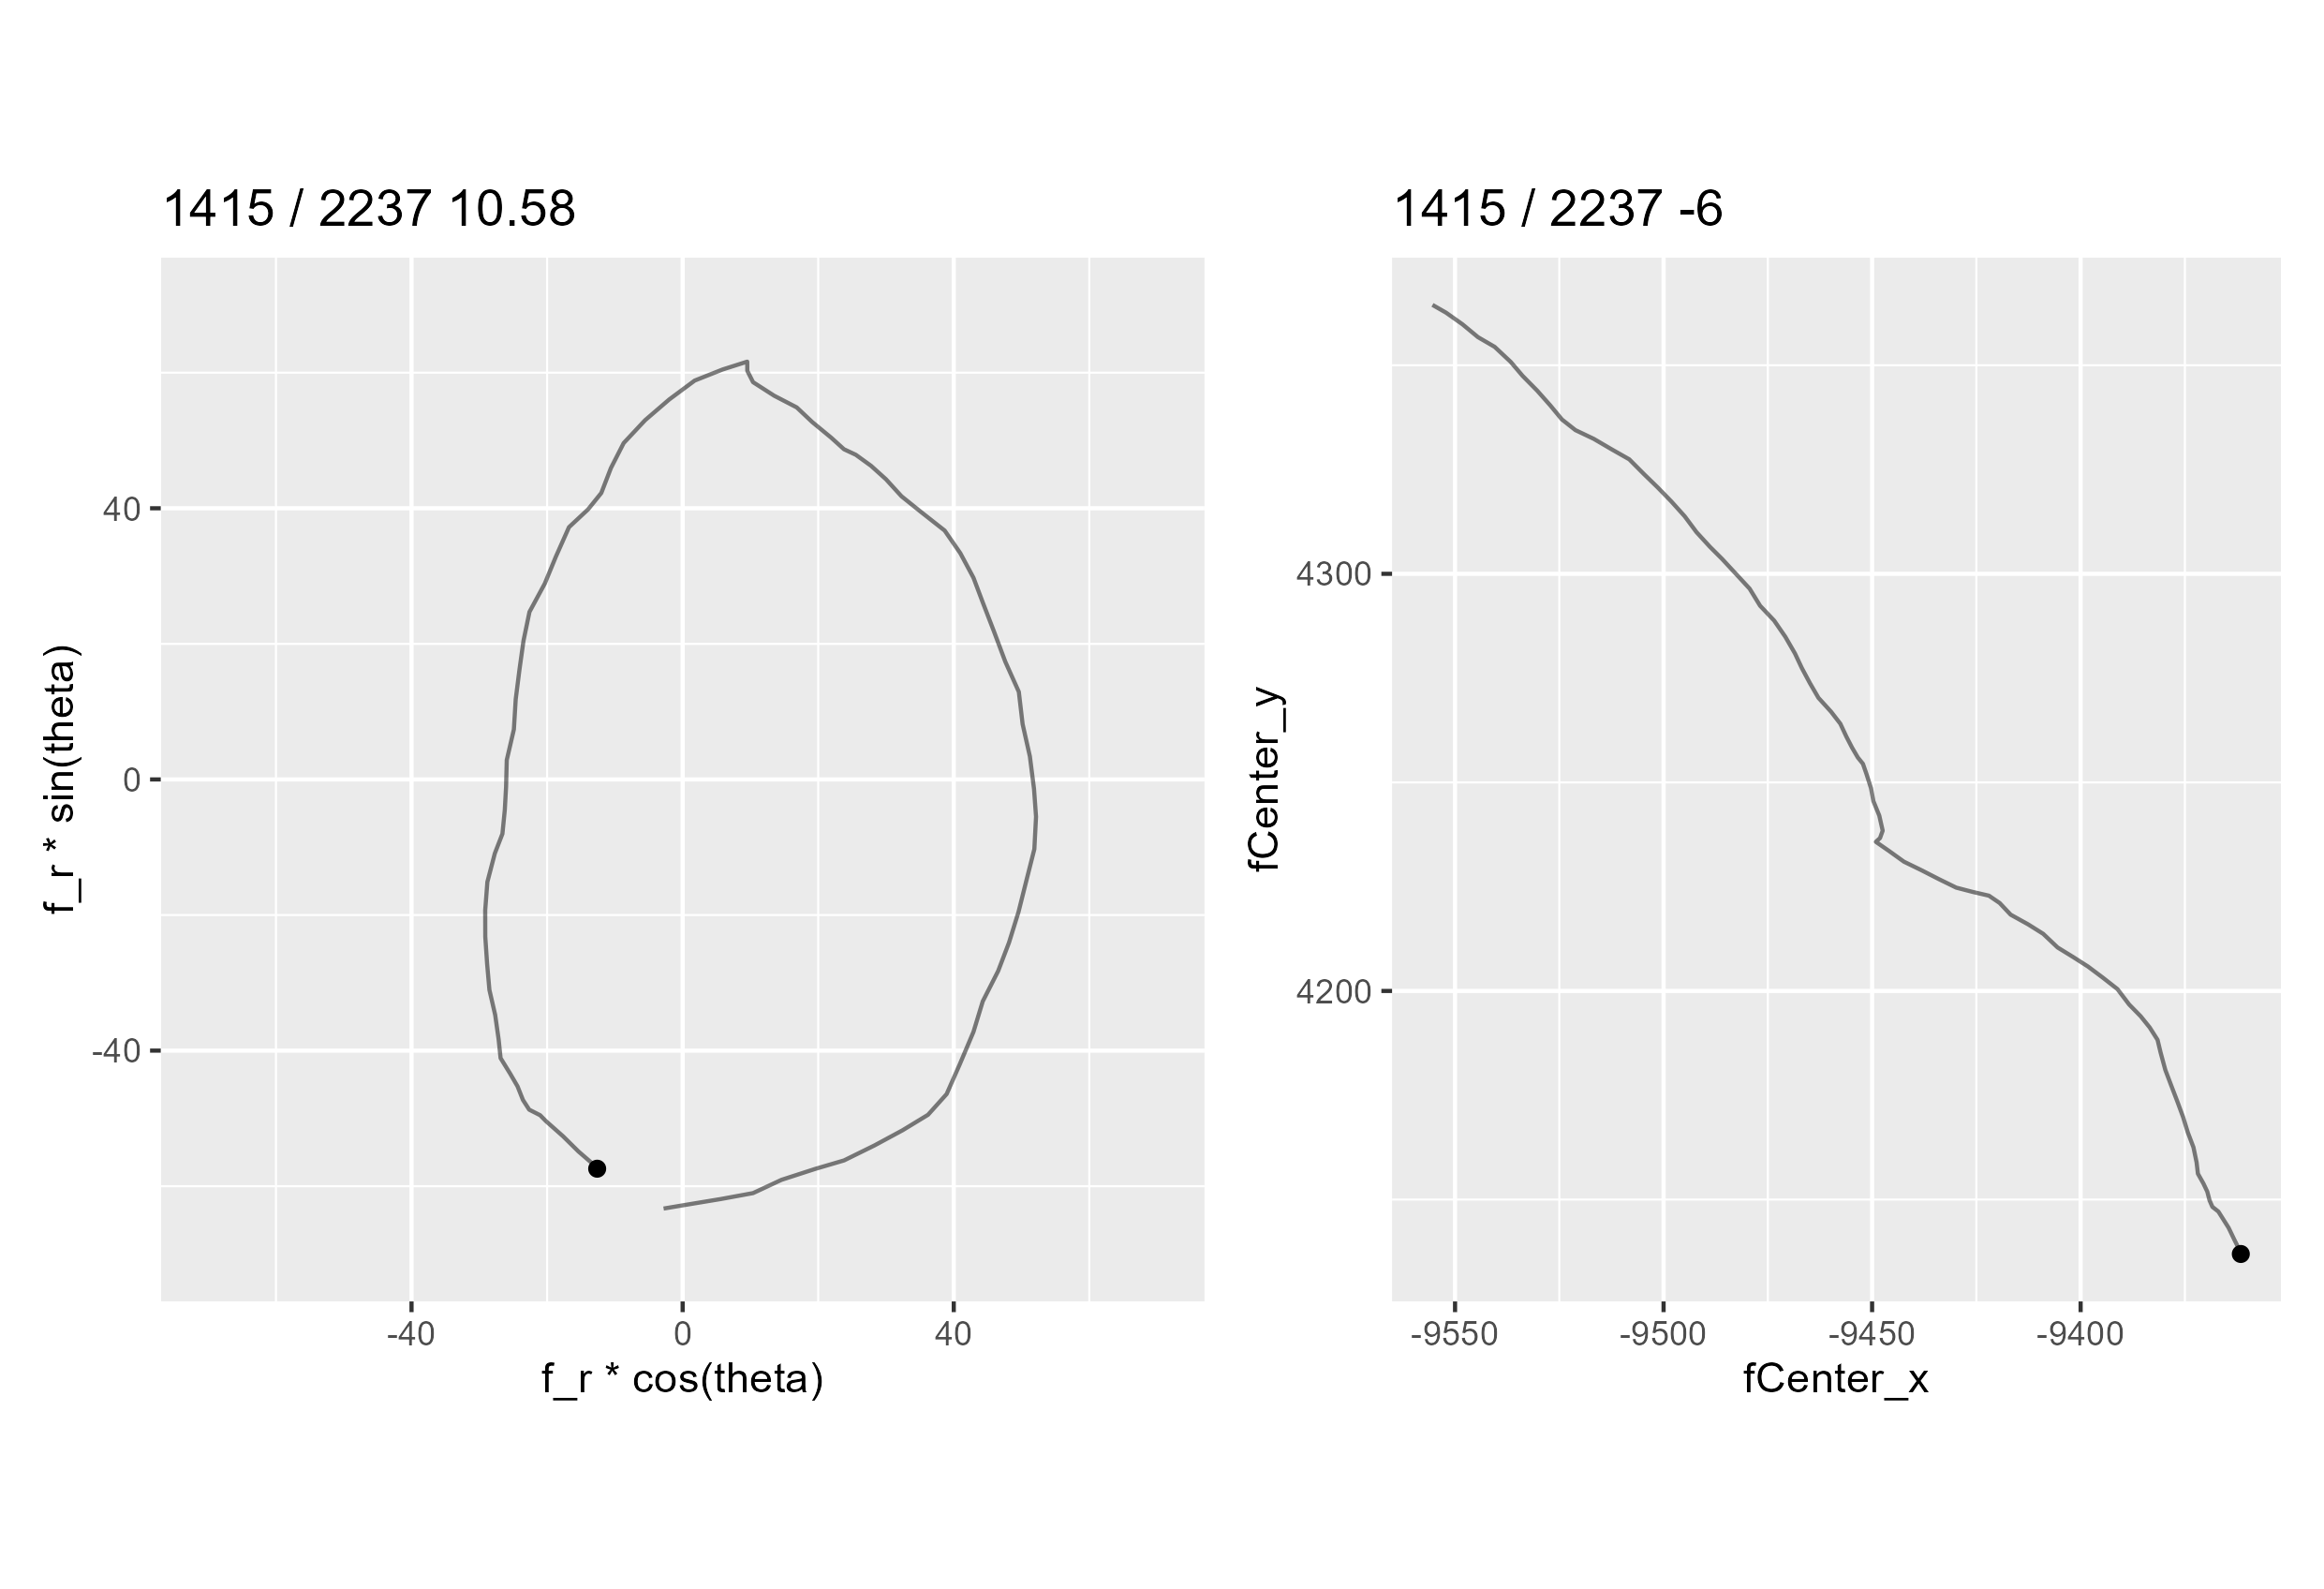 1415 / 2237 10.58
40
0
-40
-40
0
40
f_r * sin(theta)
f_r * cos(theta)
1415 / 2237 -6
4300
4200
-9550
-9500
-9450
-9400
fCenter_y
fCenter_x